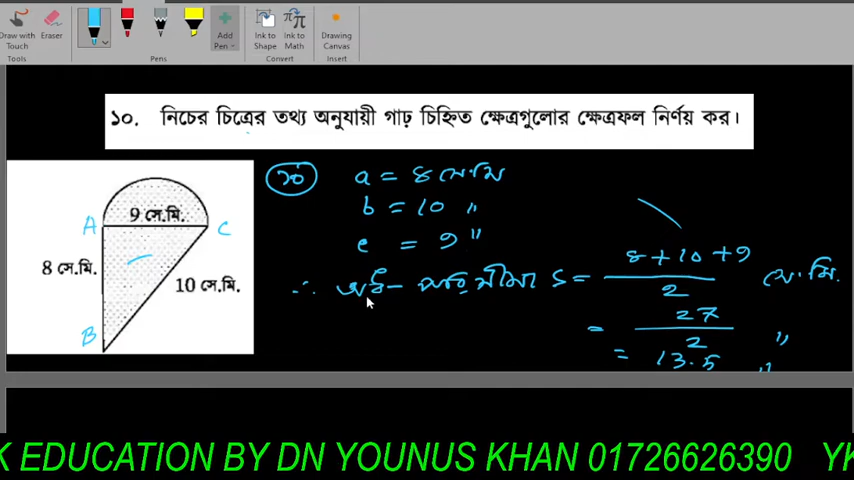 Draw with Touch
Eraser
Add Pen
Ink to Shape
Ink to Math
Drawing Canvas
Tools
Pens
Convert
Insert
১০. নিচের চিত্রের তথ্য অনুযায়ী গাঢ় চিহ্নিত ক্ষেত্রগুলোর ক্ষেত্রফল নির্ণয় কর।
9 সে.মি.
A
C
8 সে.মি.
10 সে.মি.
B
১০
a = 8 সে.মি
b = 10 "
c = 9 "
∴ অর্ধ-পরিসীমা S = 8+10+9 / 2 সে.মি.
= 27 / 2 "
= 13.5 "
K EDUCATION BY DN YOUNUS KHAN 01726626390 YK